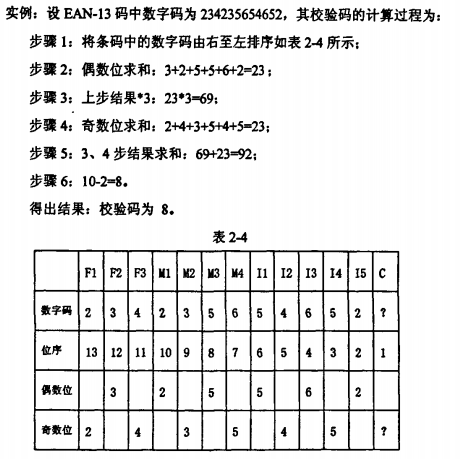 实例：设 EAN-13 码中数字码为 234235654652，其校验码的计算过程为：
步骤 1：将条码中的数字码由右至左排序如表 2-4 所示；
步骤 2：偶数位求和：3+2+5+5+6+2=23；
步骤 3：上步结果*3：23*3=69；
步骤 4：奇数位求和：2+4+3+5+4+5=23；
步骤 5：3、4 步结果求和：69+23=92；
步骤 6：10-2=8。
得出结果：校验码为 8。
表 2-4
F1 F2 F3 M1 M2 M3 M4 I1 I2 I3 I4 I5 C
数字码 2 3 4 2 3 5 6 5 4 6 5 2 ?
位序 13 12 11 10 9 8 7 6 5 4 3 2 1
偶数位 3 2 5 5 6 2
奇数位 2 4 3 5 4 5 ?